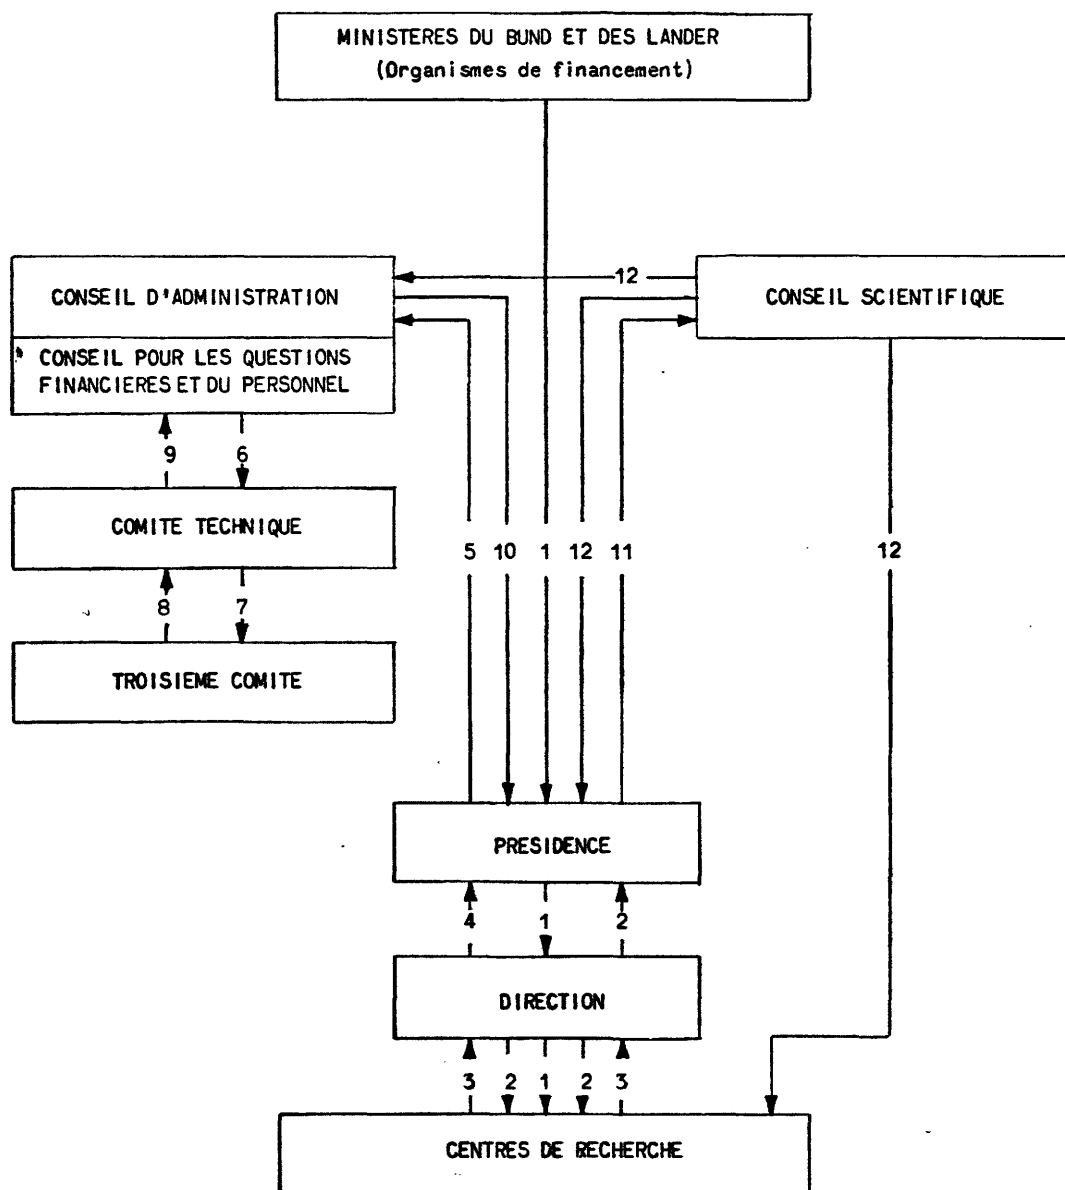 MINISTERES DU BUND ET DES LANDER
(Organismes de financement)
12
CONSEIL D'ADMINISTRATION
CONSEIL SCIENTIFIQUE
* CONSEIL POUR LES QUESTIONS
FINANCIERES ET DU PERSONNEL
9 6
COMITE TECHNIQUE
5 10 1 12 11 12
8 7
TROISIEME COMITE
PRESIDENCE
4 1 2
DIRECTION
3 2 1 2 3
CENTRES DE RECHERCHE